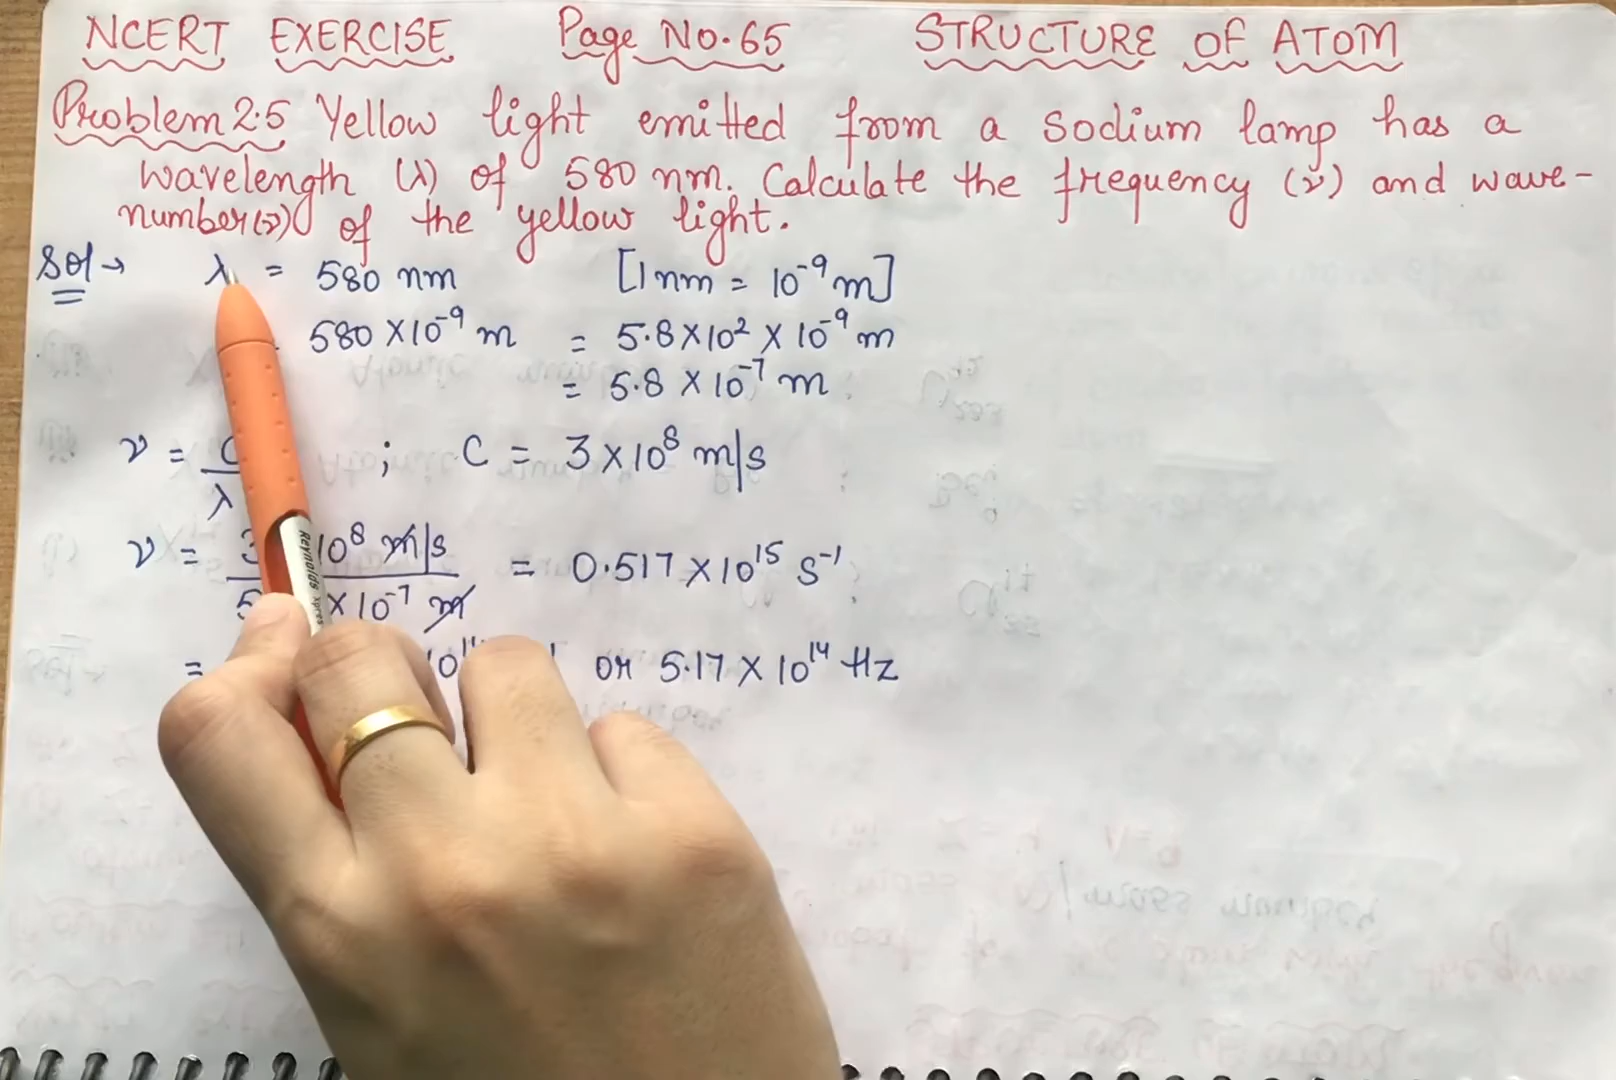 NCERT EXERCISE Page No. 65 STRUCTURE OF ATOM
Problem 2.5 Yellow light emitted from a sodium lamp has a
wavelength (λ) of 580 nm. Calculate the frequency (ν) and wave-
number(ν̄) of the yellow light.
Sol → λ = 580 nm [1 nm = 10⁻⁹ m]
580 × 10⁻⁹ m = 5.8 × 10² × 10⁻⁹ m
= 5.8 × 10⁻⁷ m
ν = C/λ ; C = 3 × 10⁸ m/s
ν = 3 10⁸ m/s / 5 × 10⁻⁷ m = 0.517 × 10¹⁵ s⁻¹
= or 5.17 × 10¹⁴ Hz
Reynolds